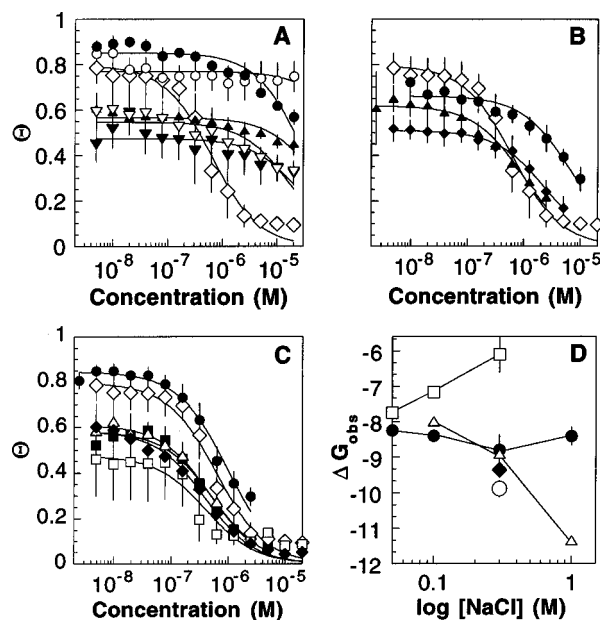 A
B
Θ
1
0.8
0.6
0.4
0.2
0
10⁻⁸ 10⁻⁷ 10⁻⁶ 10⁻⁵
10⁻⁸ 10⁻⁷ 10⁻⁶ 10⁻⁵
Concentration (M)
Concentration (M)
C
D
Θ
1
0.8
0.6
0.4
0.2
0
10⁻⁸ 10⁻⁷ 10⁻⁶ 10⁻⁵
Concentration (M)
Δ G obs
-6
-7
-8
-9
-10
-11
-12
0.1 1
log [NaCl] (M)